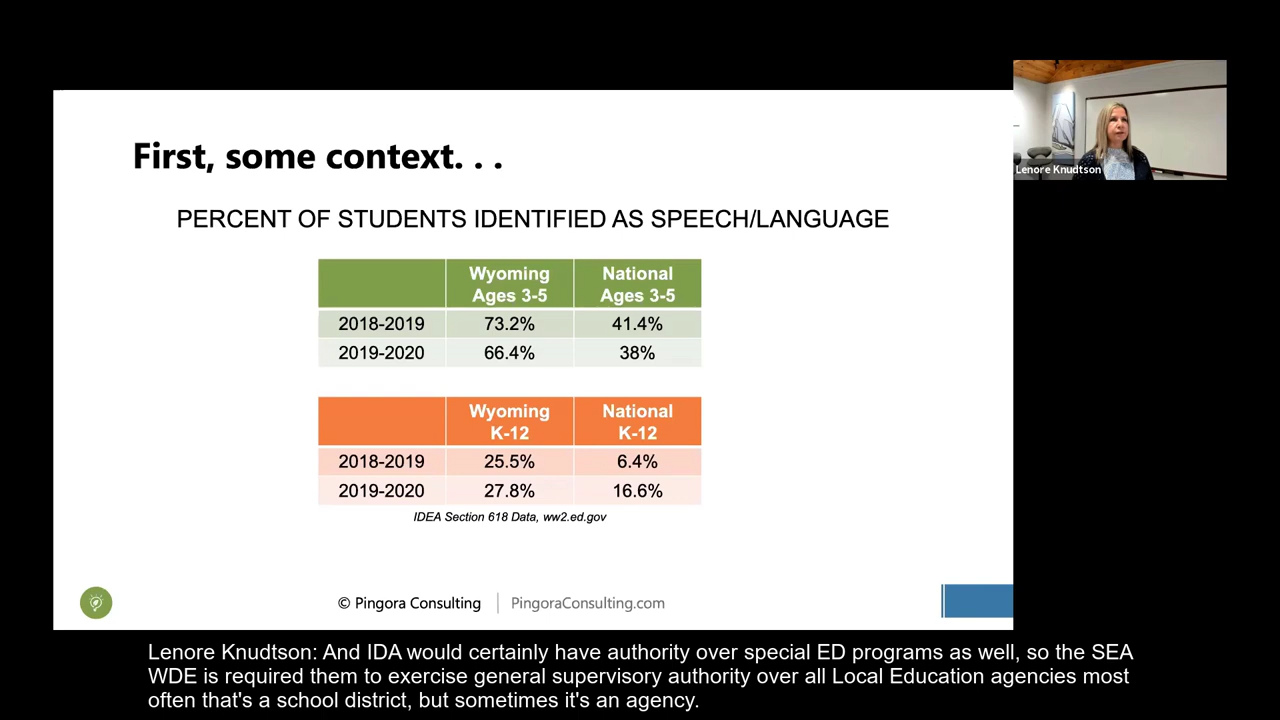 First, some context. . .
PERCENT OF STUDENTS IDENTIFIED AS SPEECH/LANGUAGE
Wyoming National
Ages 3-5 Ages 3-5
2018-2019 73.2% 41.4%
2019-2020 66.4% 38%
Wyoming National
K-12 K-12
2018-2019 25.5% 6.4%
2019-2020 27.8% 16.6%
IDEA Section 618 Data, ww2.ed.gov
© Pingora Consulting PingoraConsulting.com
Lenore Knudtson
Lenore Knudtson: And IDA would certainly have authority over special ED programs as well, so the SEA
WDE is required them to exercise general supervisory authority over all Local Education agencies most
often that's a school district, but sometimes it's an agency.